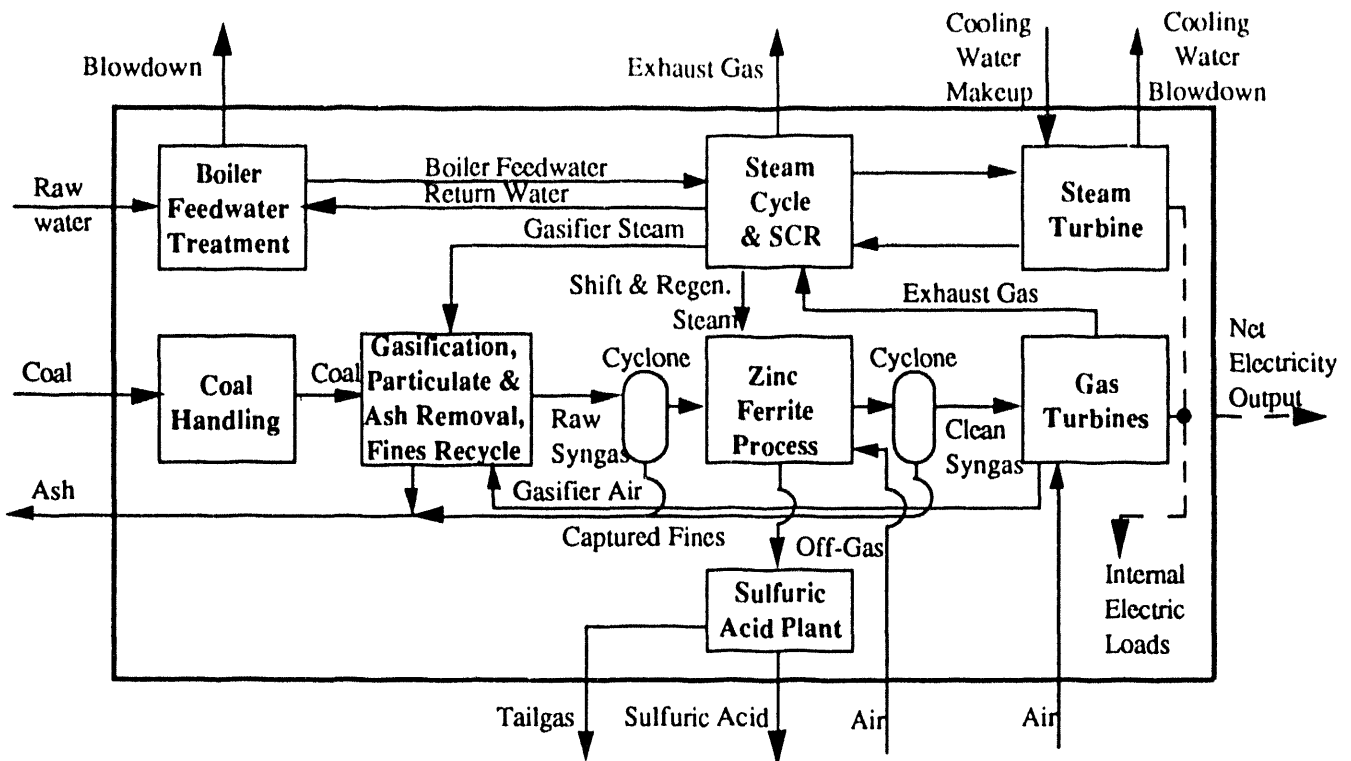 Blowdown
Exhaust Gas
Cooling
Water
Makeup
Cooling
Water
Blowdown
Raw
water
Boiler
Feedwater
Treatment
Boiler Feedwater
Return Water
Gasifier Steam
Steam
Cycle
& SCR
Steam
Turbine
Shift & Regen.
Steam
Exhaust Gas
Coal
Coal
Handling
Coal
Gasification,
Particulate &
Ash Removal,
Fines Recycle
Cyclone
Raw
Syngas
Zinc
Ferrite
Process
Cyclone
Clean
Syngas
Gas
Turbines
Net
Electricity
Output
Ash
Gasifier Air
Captured Fines
Off-Gas
Sulfuric
Acid Plant
Internal
Electric
Loads
Tailgas
Sulfuric Acid
Air
Air